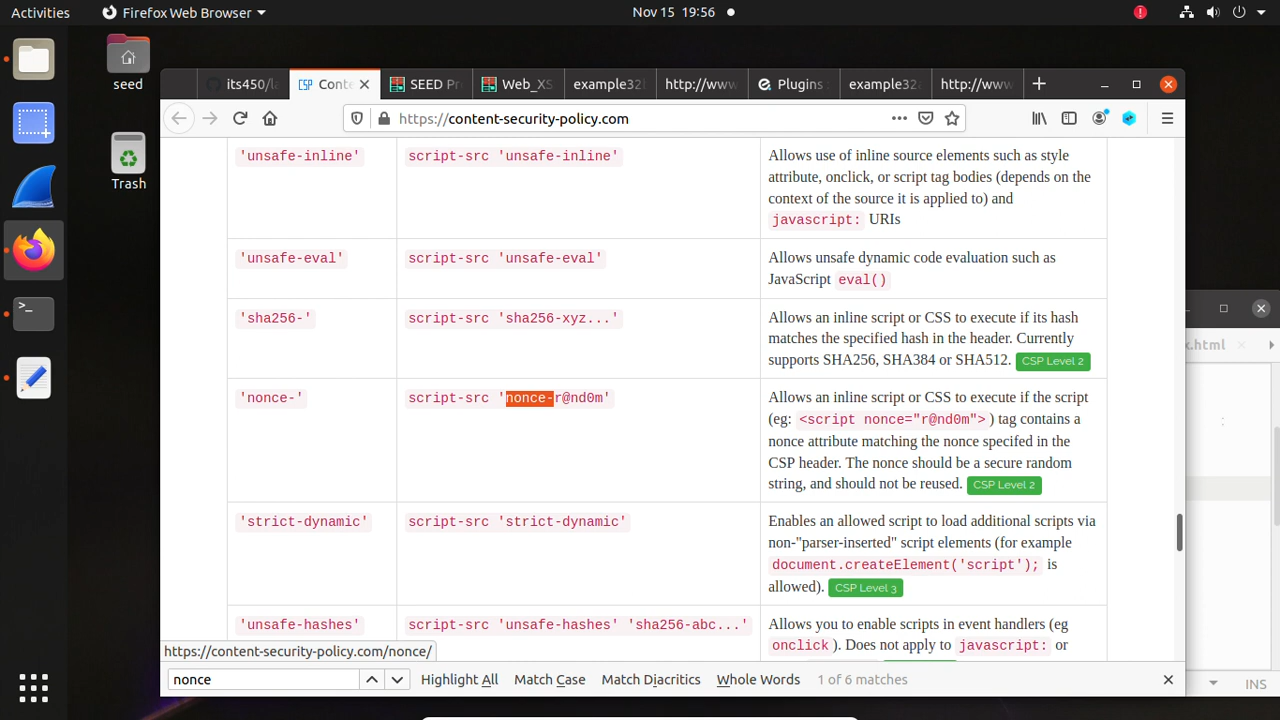 Activities
Firefox Web Browser
Nov 15 19:56
seed
Trash
its450/la
Conte
SEED Pr
Web_XS
example32
http://www
Plugins
example32
http://www
https://content-security-policy.com
'unsafe-inline'
script-src 'unsafe-inline'
Allows use of inline source elements such as style
attribute, onclick, or script tag bodies (depends on the
context of the source it is applied to) and
javascript: URIs
'unsafe-eval'
script-src 'unsafe-eval'
Allows unsafe dynamic code evaluation such as
JavaScript eval()
'sha256-'
script-src 'sha256-xyz...'
Allows an inline script or CSS to execute if its hash
matches the specified hash in the header. Currently
supports SHA256, SHA384 or SHA512. CSP Level 2
'nonce-'
script-src 'nonce-r@nd0m'
Allows an inline script or CSS to execute if the script
(eg: <script nonce="r@nd0m">) tag contains a
nonce attribute matching the nonce specifed in the
CSP header. The nonce should be a secure random
string, and should not be reused. CSP Level 2
'strict-dynamic'
script-src 'strict-dynamic'
Enables an allowed script to load additional scripts via
non-"parser-inserted" script elements (for example
document.createElement('script'); is
allowed). CSP Level 3
'unsafe-hashes'
script-src 'unsafe-hashes' 'sha256-abc...'
Allows you to enable scripts in event handlers (eg
onclick). Does not apply to javascript: or
https://content-security-policy.com/nonce/
nonce
Highlight All
Match Case
Match Diacritics
Whole Words
1 of 6 matches
x.html
INS